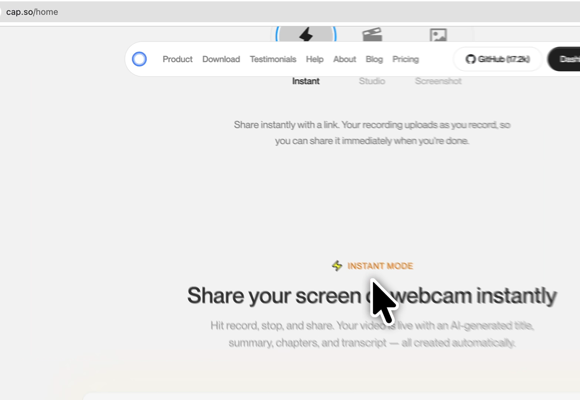 cap.so/home
Product Download Testimonials Help About Blog Pricing GitHub (17.2k) Dash
Instant Studio Screenshot
Share instantly with a link. Your recording uploads as you record, so
you can share it immediately when you're done.
INSTANT MODE
Share your screen webcam instantly
Hit record, stop, and share. Your video is live with an AI-generated title,
summary, chapters, and transcript — all created automatically.